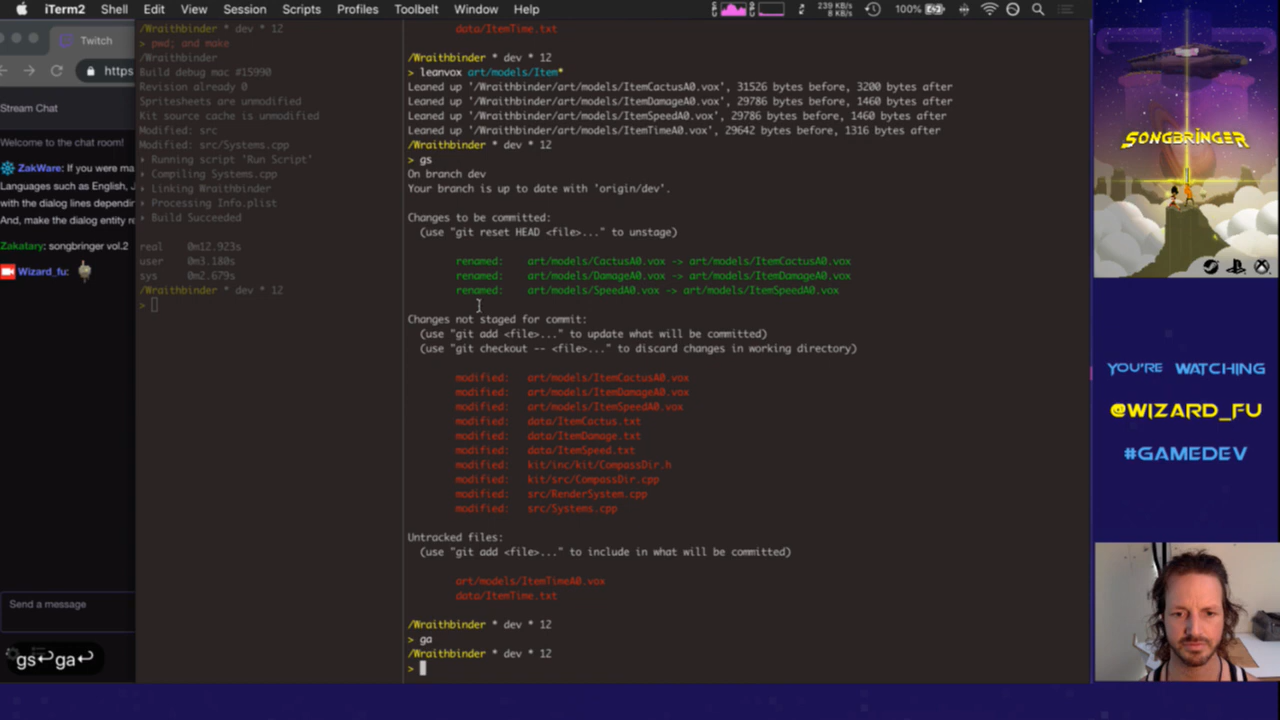 iTerm2 Shell Edit View Session Scripts Profiles Toolbelt Window Help
239 KB/s
8 KB/s
100%
Twitch
https
Stream Chat
Welcome to the chat room!
ZakWare: If you were ma
Languages such as English, J
with the dialog lines dependin
And, make the dialog entity re
Zakatary: songbringer vol.2
Wizard_fu:
Send a message
gs↩ga↩
/Wraithbinder * dev * 12
> pwd; and make
/Wraithbinder
Build debug mac #15990
Revision already 0
Spritesheets are unmodified
Kit source cache is unmodified
Modified: src
Modified: src/Systems.cpp
Running script 'Run Script'
Compiling Systems.cpp
Linking Wraithbinder
Processing Info.plist
Build Succeeded
real 0m12.923s
user 0m3.180s
sys 0m2.679s
/Wraithbinder * dev * 12
>
data/ItemTime.txt
/Wraithbinder * dev * 12
> leanvox art/models/Item*
Leaned up '/Wraithbinder/art/models/ItemCactusA0.vox', 31526 bytes before, 3200 bytes after
Leaned up '/Wraithbinder/art/models/ItemDamageA0.vox', 29786 bytes before, 1460 bytes after
Leaned up '/Wraithbinder/art/models/ItemSpeedA0.vox', 29786 bytes before, 1460 bytes after
Leaned up '/Wraithbinder/art/models/ItemTimeA0.vox', 29642 bytes before, 1316 bytes after
/Wraithbinder * dev * 12
> gs
On branch dev
Your branch is up to date with 'origin/dev'.
Changes to be committed:
(use "git reset HEAD <file>..." to unstage)
renamed: art/models/CactusA0.vox -> art/models/ItemCactusA0.vox
renamed: art/models/DamageA0.vox -> art/models/ItemDamageA0.vox
renamed: art/models/SpeedA0.vox -> art/models/ItemSpeedA0.vox
Changes not staged for commit:
(use "git add <file>..." to update what will be committed)
(use "git checkout -- <file>..." to discard changes in working directory)
modified: art/models/ItemCactusA0.vox
modified: art/models/ItemDamageA0.vox
modified: art/models/ItemSpeedA0.vox
modified: data/ItemCactus.txt
modified: data/ItemDamage.txt
modified: data/ItemSpeed.txt
modified: kit/inc/kit/CompassDir.h
modified: kit/src/CompassDir.cpp
modified: src/RenderSystem.cpp
modified: src/Systems.cpp
Untracked files:
(use "git add <file>..." to include in what will be committed)
art/models/ItemTimeA0.vox
data/ItemTime.txt
/Wraithbinder * dev * 12
> ga
/Wraithbinder * dev * 12
>
SONGBRINGER
YOU'RE WATCHING
@WIZARD_FU
#GAMEDEV